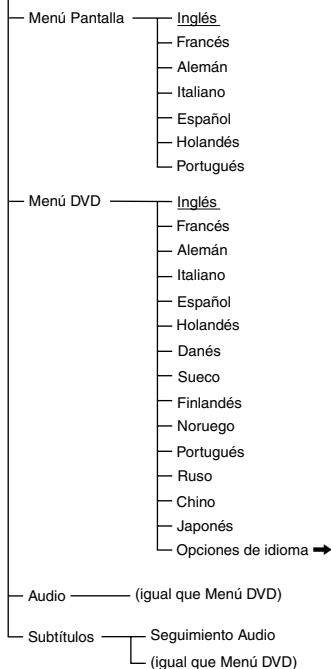 Menú Pantalla
Inglés
Francés
Alemán
Italiano
Español
Holandés
Portugués
Menú DVD
Inglés
Francés
Alemán
Italiano
Español
Holandés
Danés
Sueco
Finlandés
Noruego
Portugués
Ruso
Chino
Japonés
Opciones de idioma ➡
Audio
(igual que Menú DVD)
Subtítulos
Seguimiento Audio
(igual que Menú DVD)